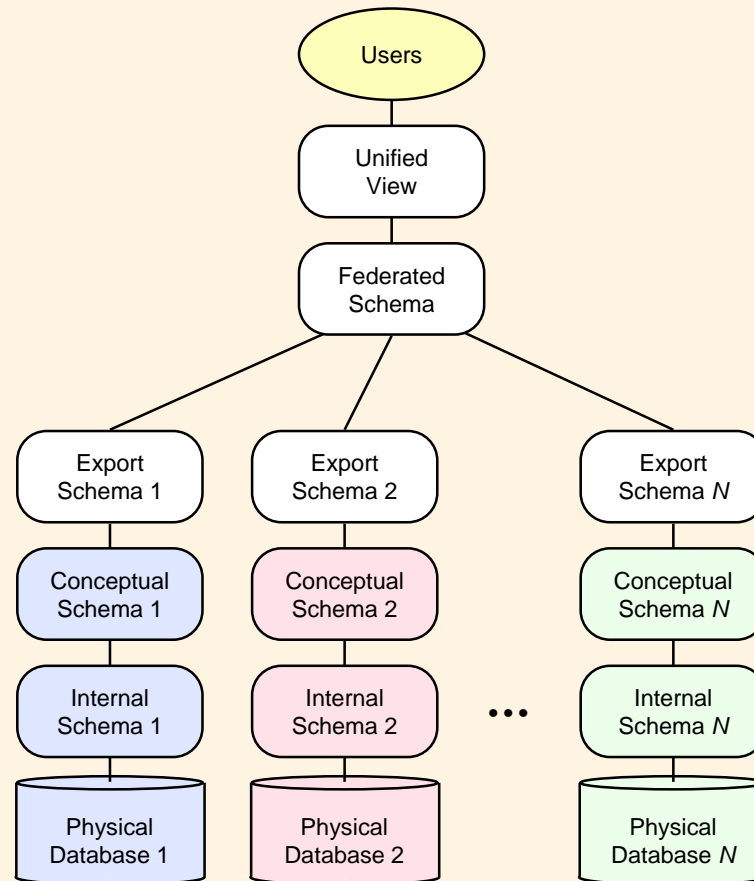 Users
Unified
View
Federated
Schema
Export
Schema 1
Export
Schema 2
Export
Schema N
Conceptual
Schema 1
Conceptual
Schema 2
Conceptual
Schema N
Internal
Schema 1
Internal
Schema 2
...
Internal
Schema N
Physical
Database 1
Physical
Database 2
Physical
Database N